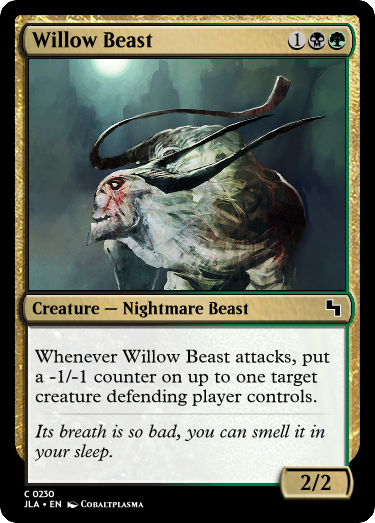 Willow Beast 1
Creature — Nightmare Beast
Whenever Willow Beast attacks, put
a -1/-1 counter on up to one target
creature defending player controls.
Its breath is so bad, you can smell it in
your sleep.
2/2
C 0230
JLA • EN Cobaltplasma